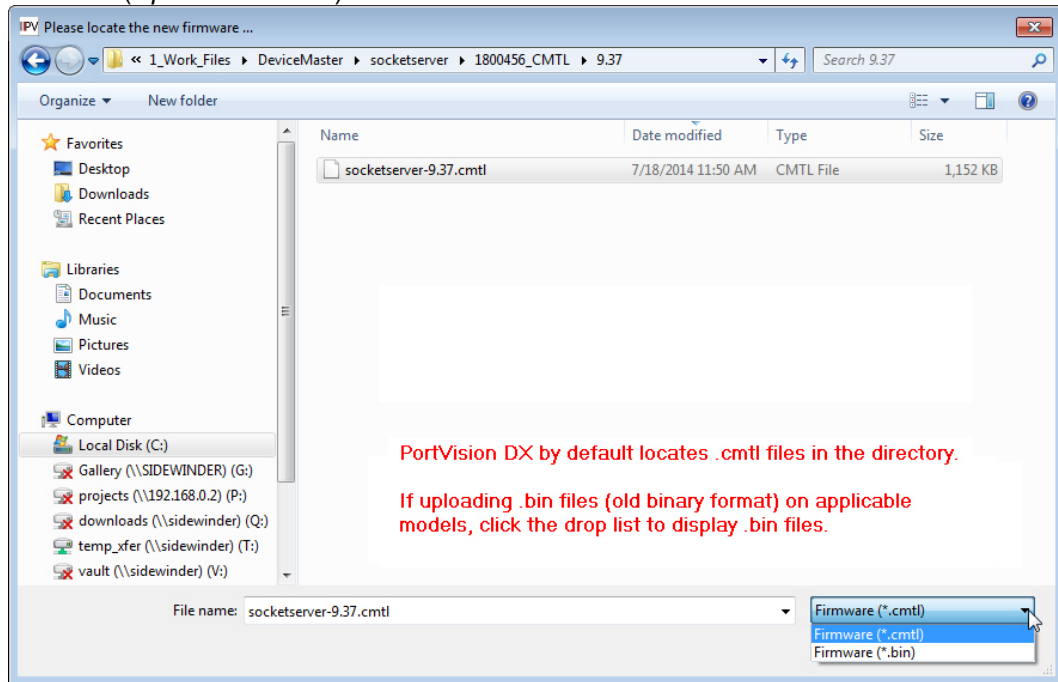 IPV Please locate the new firmware ...
« 1_Work_Files ▸ DeviceMaster ▸ socketserver ▸ 1800456_CMTL ▸ 9.37
Search 9.37
Organize
New folder
Name
Date modified
Type
Size
socketserver-9.37.cmtl
7/18/2014 11:50 AM
CMTL File
1,152 KB
Favorites
Desktop
Downloads
Recent Places
Libraries
Documents
Music
Pictures
Videos
Computer
Local Disk (C:)
Gallery (\\SIDEWINDER) (G:)
projects (\\192.168.0.2) (P:)
downloads (\\sidewinder) (Q:)
temp_xfer (\\sidewinder) (T:)
vault (\\sidewinder) (V:)
PortVision DX by default locates .cmtl files in the directory.
If uploading .bin files (old binary format) on applicable
models, click the drop list to display .bin files.
File name: socketserver-9.37.cmtl
Firmware (*.cmtl)
Firmware (*.cmtl)
Firmware (*.bin)